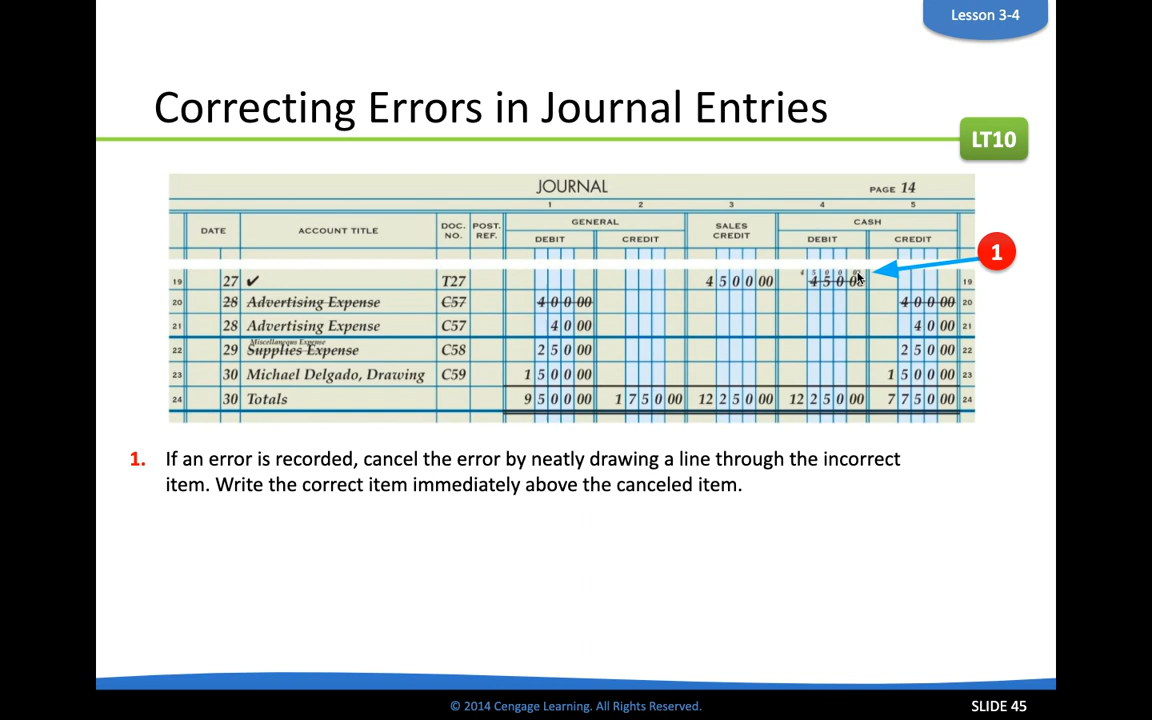 Lesson 3-4
Correcting Errors in Journal Entries
LT10
JOURNAL PAGE 14
1 2 3 4 5
DATE ACCOUNT TITLE DOC. NO. POST. REF. GENERAL SALES CREDIT CASH
DEBIT CREDIT DEBIT CREDIT
1
4 5 0 0
19 27 ✔ T27 4 5 0 0 00 4 5 0 19
20 28 Advertising Expense C57 4 0 0 00 4 0 0 00 20
21 28 Advertising Expense C57 4 0 00 4 0 00 21
Miscellaneous Expense
22 29 Supplies Expense C58 2 5 0 00 2 5 0 00 22
23 30 Michael Delgado, Drawing C59 1 5 0 0 00 1 5 0 0 00 23
24 30 Totals 9 5 0 0 00 1 7 5 0 00 12 2 5 0 00 12 2 5 0 00 7 7 5 0 00 24
1. If an error is recorded, cancel the error by neatly drawing a line through the incorrect
item. Write the correct item immediately above the canceled item.
© 2014 Cengage Learning. All Rights Reserved.
SLIDE 45